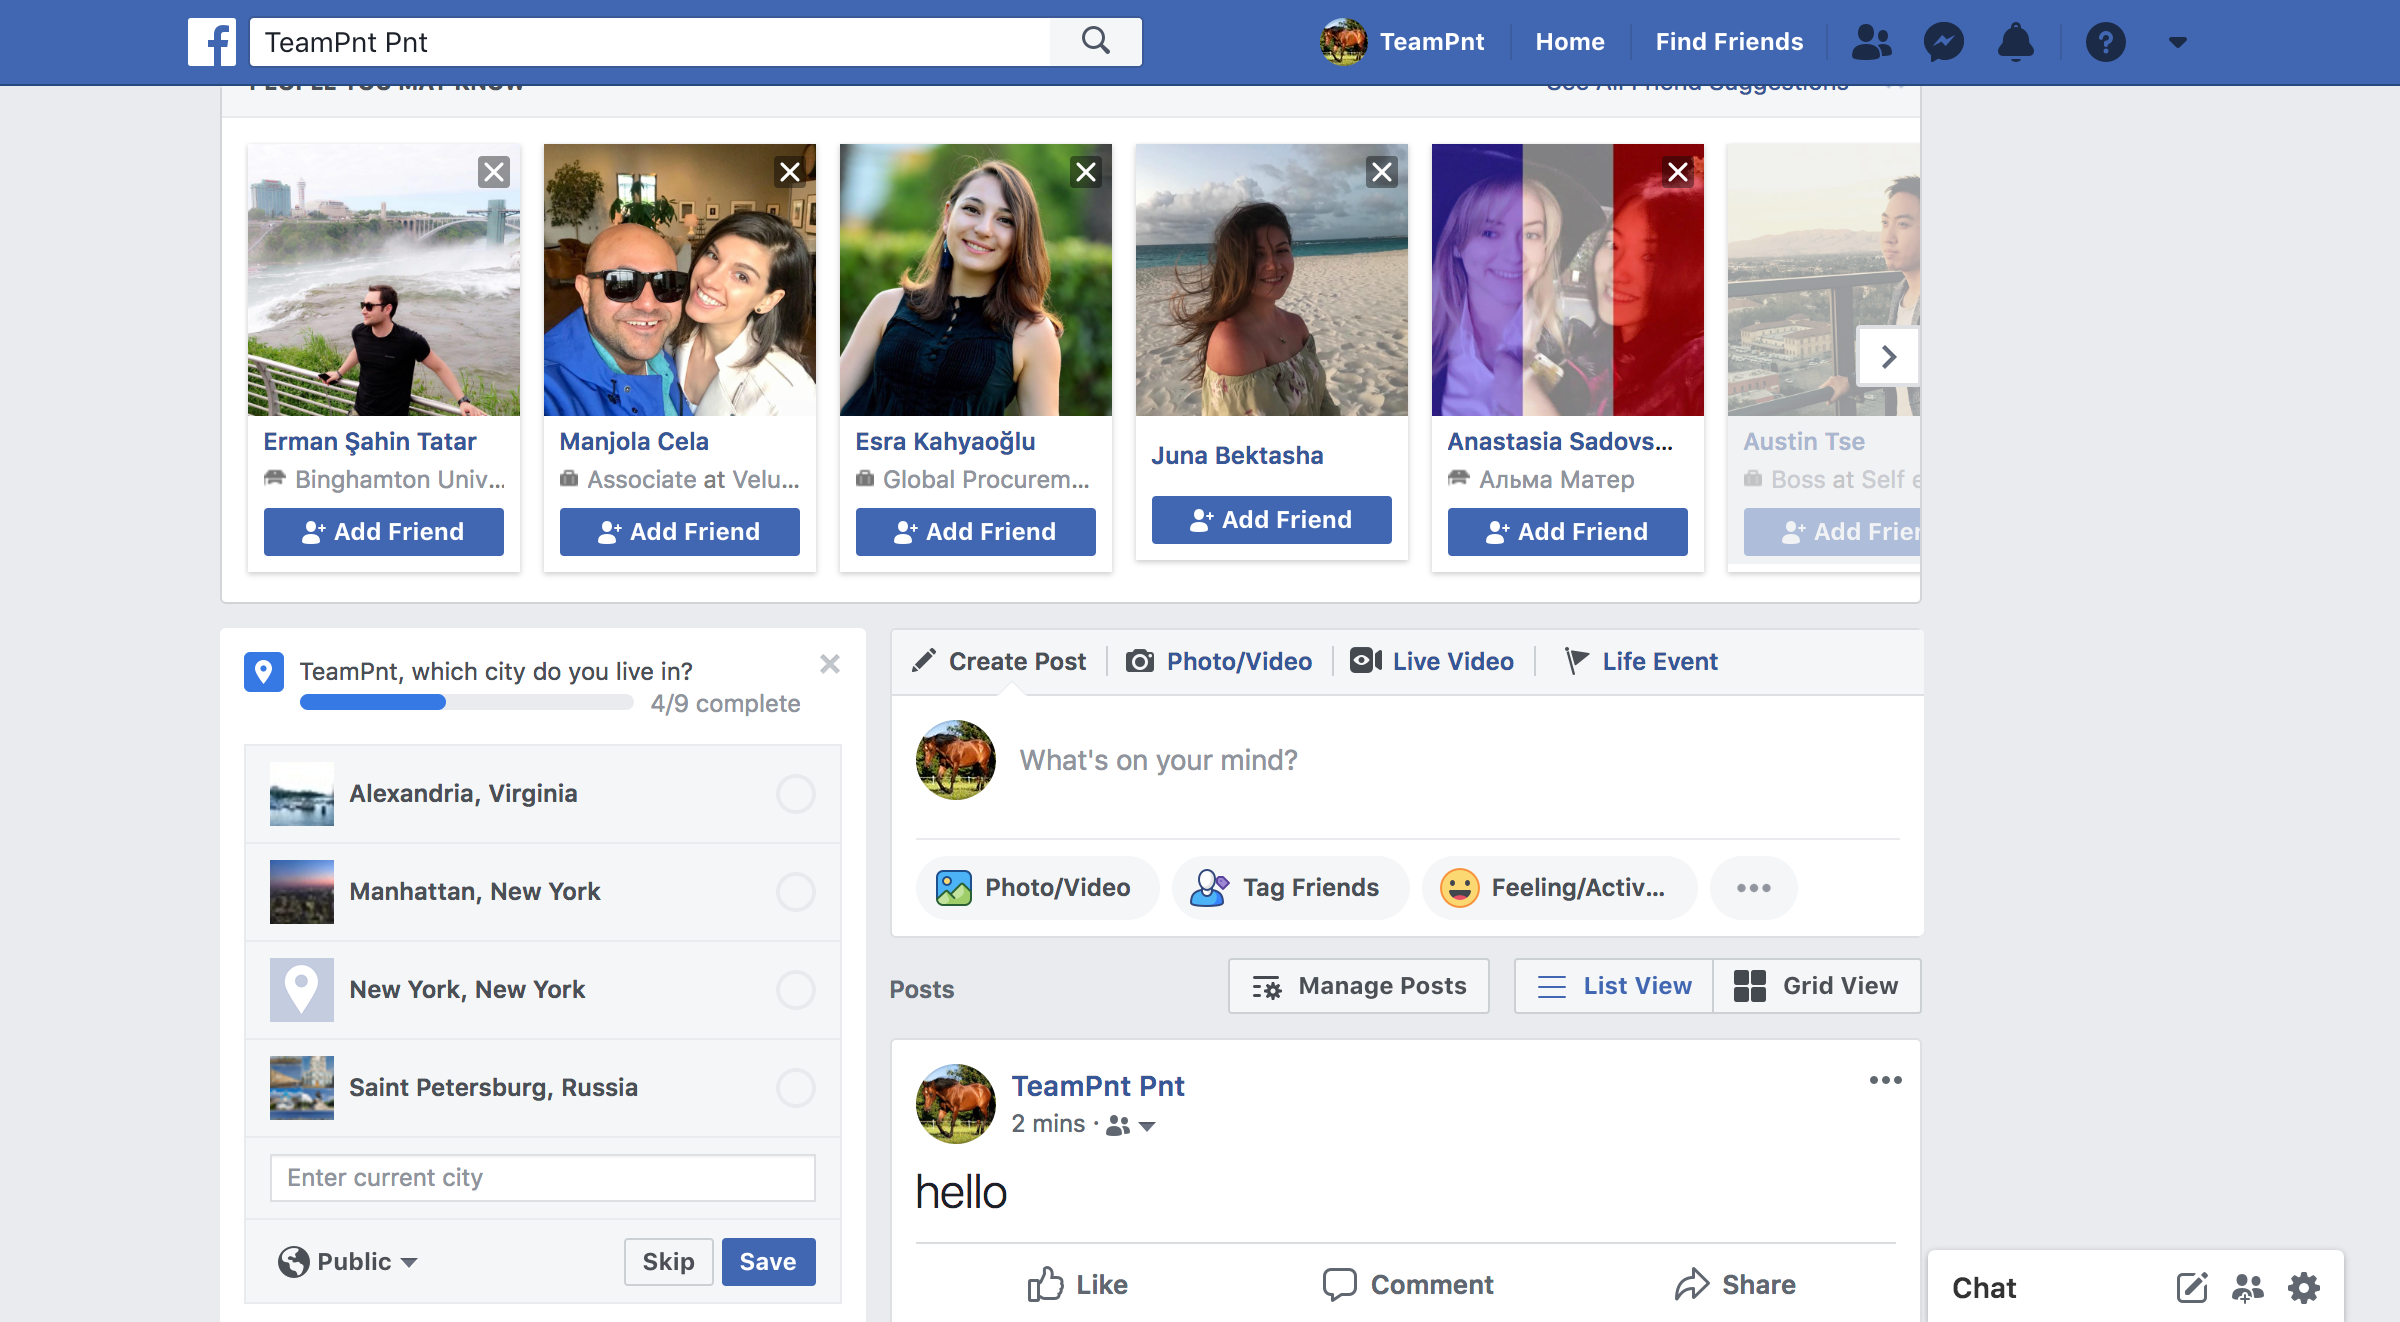 TeamPnt Pnt
TeamPnt
Home
Find Friends
PEOPLE YOU MAY KNOW
See All Friend Suggestions
Erman Şahin Tatar
Binghamton Univ...
Add Friend
Manjola Cela
Associate at Velu...
Add Friend
Esra Kahyaoğlu
Global Procurem...
Add Friend
Juna Bektasha
Add Friend
Anastasia Sadovs...
Альма Матер
Add Friend
Austin Tse
Boss at Self e
Add Frien
TeamPnt, which city do you live in?
4/9 complete
Alexandria, Virginia
Manhattan, New York
New York, New York
Saint Petersburg, Russia
Enter current city
Public
Skip
Save
Create Post
Photo/Video
Live Video
Life Event
What's on your mind?
Photo/Video
Tag Friends
Feeling/Activ...
Posts
Manage Posts
List View
Grid View
TeamPnt Pnt
2 mins ·
hello
Like
Comment
Share
Chat